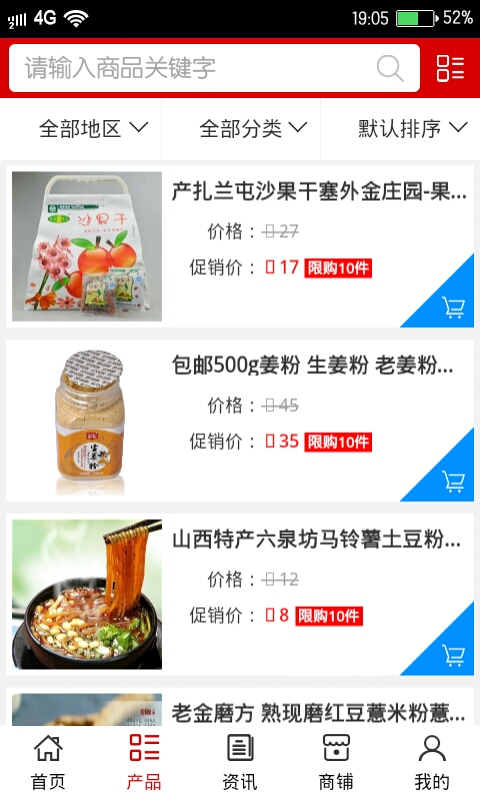 2 4G 19:05 52%
请输入商品关键字
全部地区 全部分类 默认排序
产扎兰屯沙果干塞外金庄园-果...
沙果干
价格： 27
促销价： 17 限购10件
包邮500g姜粉 生姜粉 老姜粉...
生姜粉
价格： 45
促销价： 35 限购10件
山西特产六泉坊马铃薯土豆粉...
价格： 12
促销价： 8 限购10件
老金磨方 熟现磨红豆薏米粉薏...
首页 产品 资讯 商铺 我的